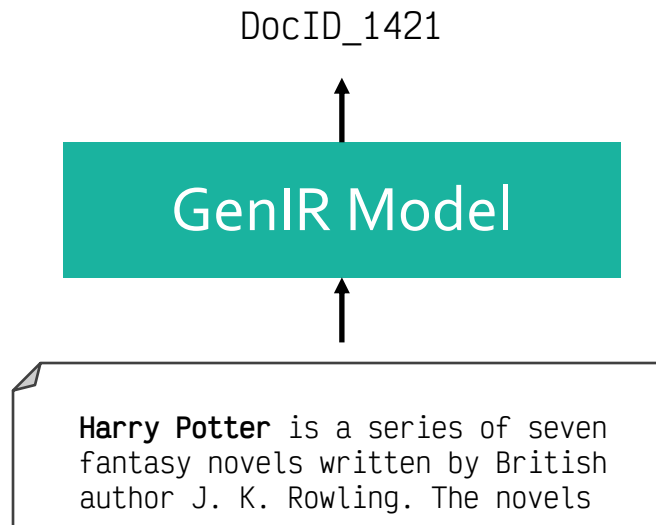 DocID_1421
GenIR Model
Harry Potter is a series of seven
fantasy novels written by British
author J. K. Rowling. The novels